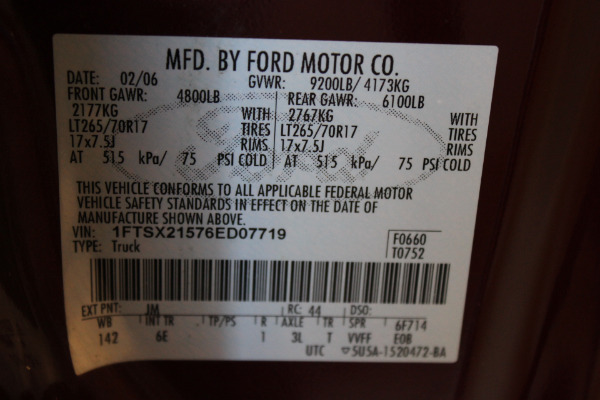 MFD. BY FORD MOTOR CO.
DATE: 02/06 GVWR: 9200LB/ 4173KG
FRONT GAWR: 4800LB REAR GAWR: 6100LB
2177KG WITH 2767KG WITH
LT265/70R17 TIRES LT265/70R17 TIRES
17x7.5J RIMS 17x7.5J RIMS
AT 515 kPa/ 75 PSI COLD AT 515 kPa/ 75 PSI COLD
THIS VEHICLE CONFORMS TO ALL APPLICABLE FEDERAL MOTOR
VEHICLE SAFETY STANDARDS IN EFFECT ON THE DATE OF
MANUFACTURE SHOWN ABOVE.
VIN: 1FTSX21576ED07719 F0660
TYPE: Truck T0752
EXT PNT: JM RC: 44 DSO:
WB INT TR TP/PS R AXLE TR SPR 6F714
142 6E 1 3L T VVFF E0B
UTC ▽5U5A-1520472-BA